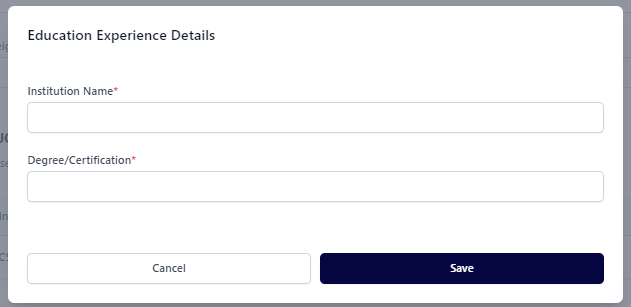 Education Experience Details
Institution Name*
Degree/Certification*
Cancel
Save